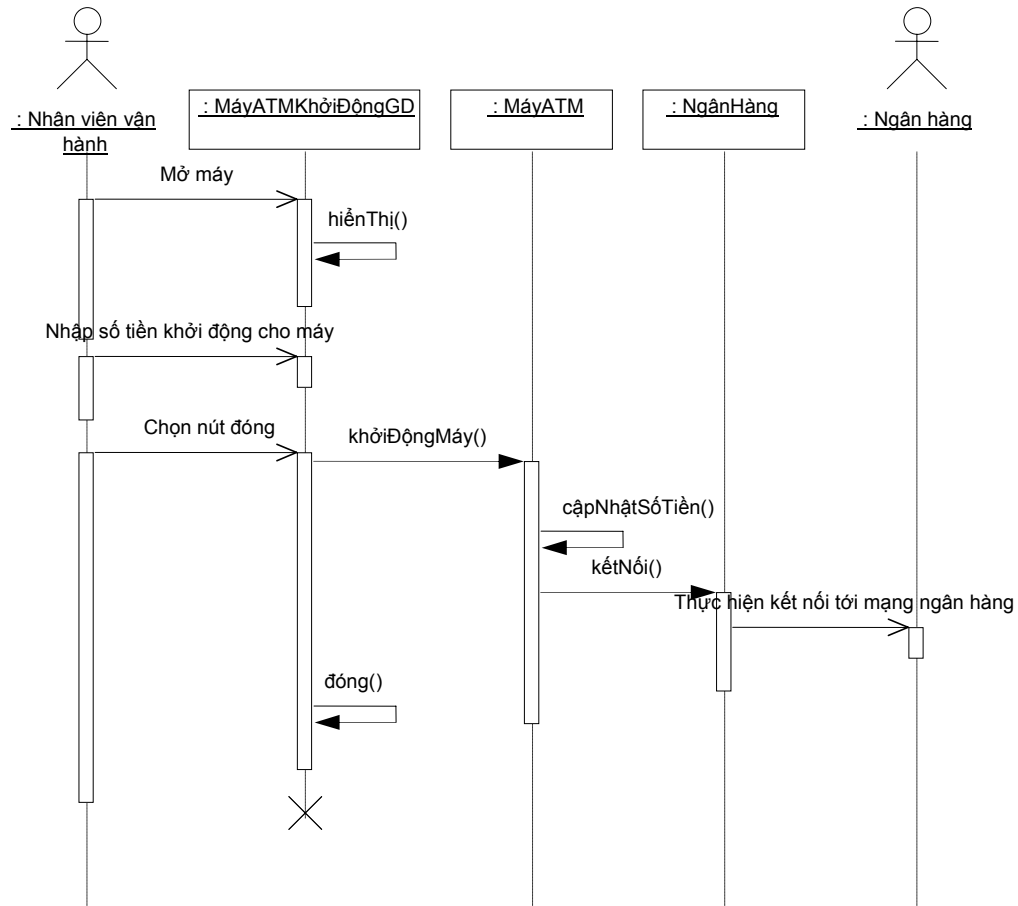 : Nhân viên vận
hành
: MáyATMKhởiĐộngGD
: MáyATM
: NgânHàng
: Ngân hàng
Mở máy
hiểnThị()
Nhập số tiền khởi động cho máy
Chọn nút đóng
khởiĐộngMáy()
cậpNhậtSốTiền()
kếtNối()
Thực hiện kết nối tới mạng ngân hàng
đóng()